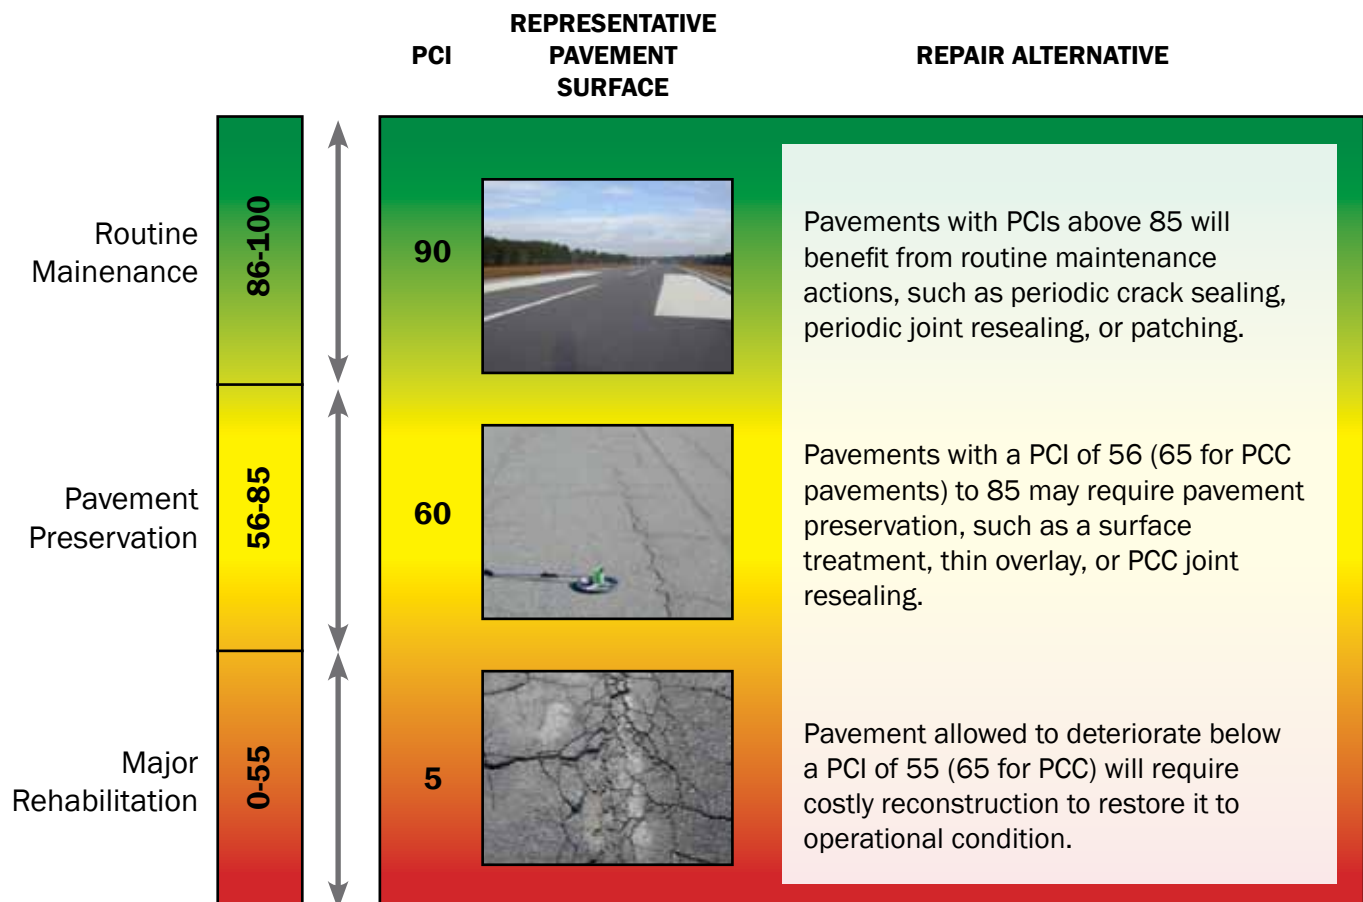 PCI
REPRESENTATIVE
PAVEMENT
SURFACE
REPAIR ALTERNATIVE
Routine
Mainenance
86-100
90
Pavements with PCIs above 85 will
benefit from routine maintenance
actions, such as periodic crack sealing,
periodic joint resealing, or patching.
Pavement
Preservation
56-85
60
Pavements with a PCI of 56 (65 for PCC
pavements) to 85 may require pavement
preservation, such as a surface
treatment, thin overlay, or PCC joint
resealing.
Major
Rehabilitation
0-55
5
Pavement allowed to deteriorate below
a PCI of 55 (65 for PCC) will require
costly reconstruction to restore it to
operational condition.